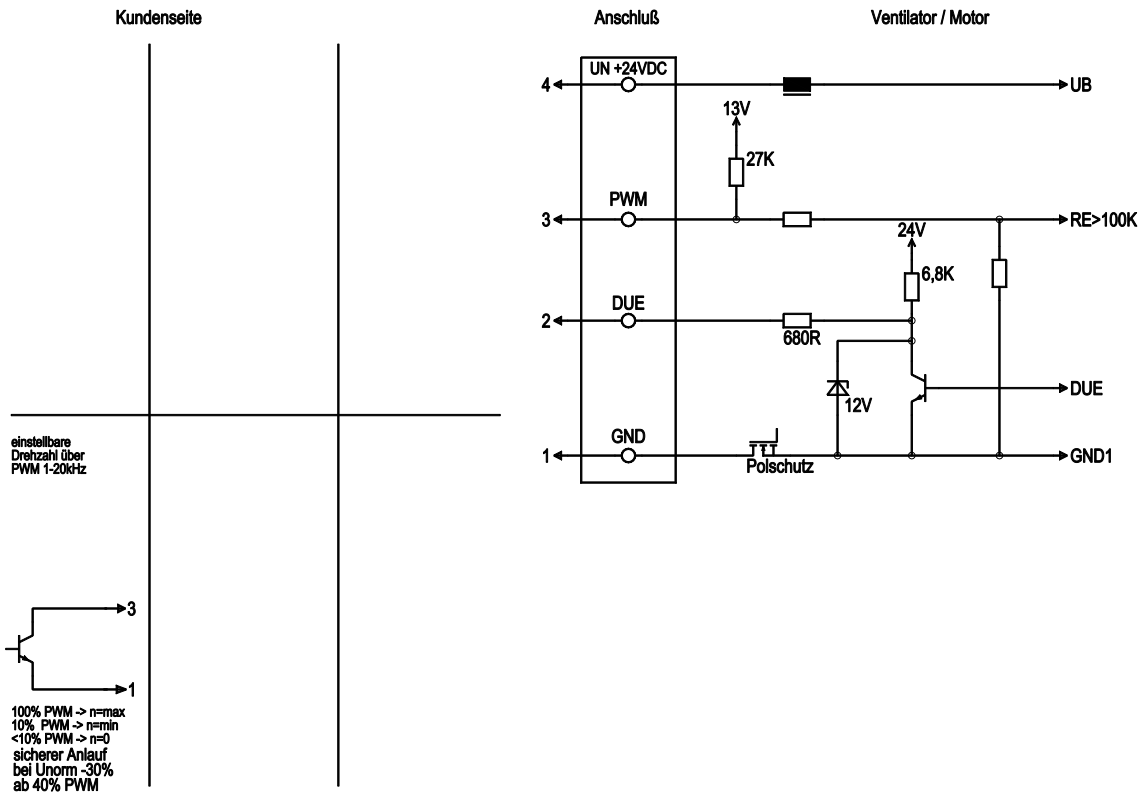 Kundenseite
Anschluß
Ventilator / Motor
UN +24VDC
4
UB
13V
27K
PWM
3
RE>100K
24V
6,8K
DUE
2
680R
12V
DUE
GND
1
Polschutz
GND1
einstellbare
Drehzahl über
PWM 1-20kHz
3
1
100% PWM -> n=max
10% PWM -> n=min
<10% PWM -> n=0
sicherer Anlauf
bei Unorm -30%
ab 40% PWM